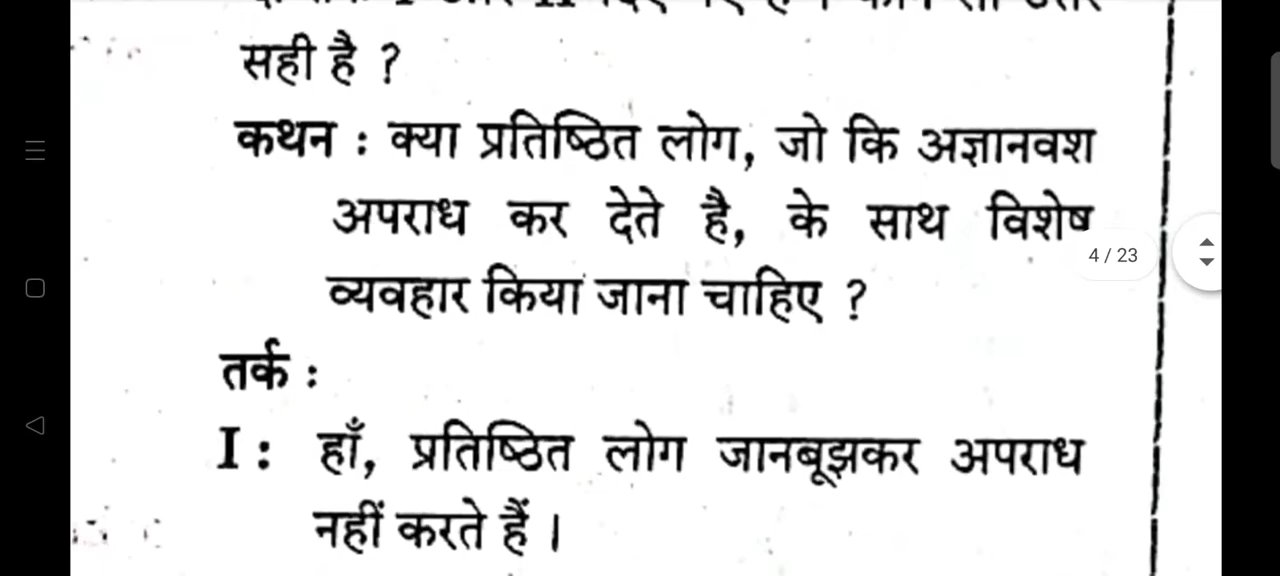 सही है ?
कथन : क्या प्रतिष्ठित लोग, जो कि अज्ञानवश
अपराध कर देते है, के साथ विशेष
4 / 23
व्यवहार किया जाना चाहिए ?
तर्क :
I : हाँ, प्रतिष्ठित लोग जानबूझकर अपराध
नहीं करते हैं ।